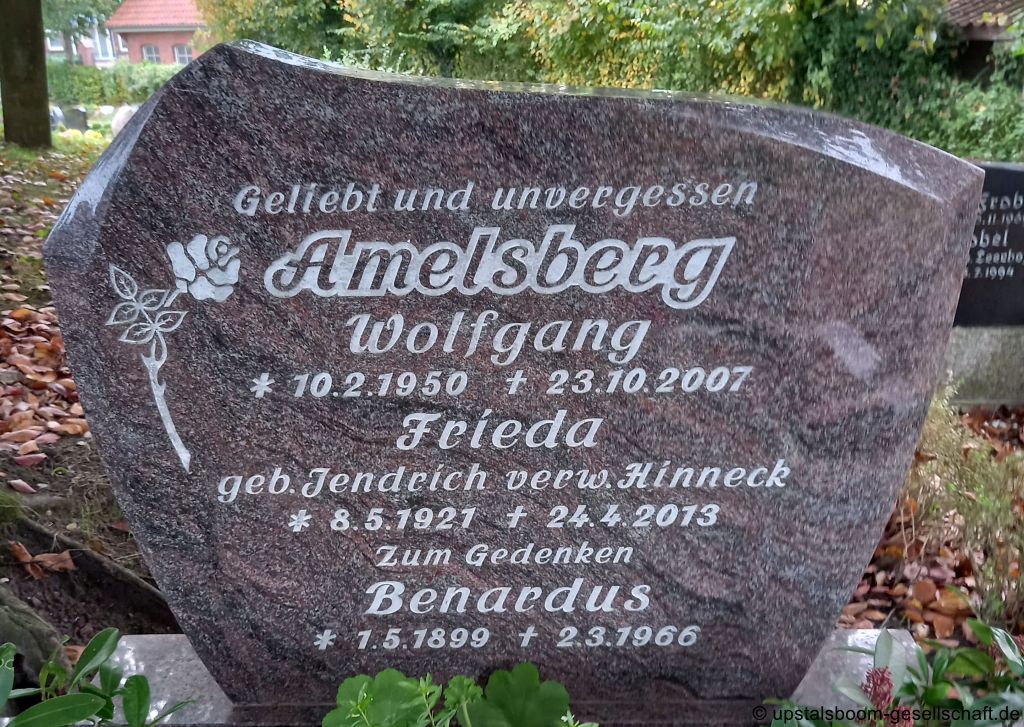 Geliebt und unvergessen
Amelsberg
Wolfgang
* 10.2.1950 † 23.10.2007
Frieda
geb. Jendrich verw. Hinneck
* 8.5.1921 † 24.4.2013
Zum Gedenken
Benardus
* 1.5.1899 † 2.3.1966
© upstalsboom-gesellschaft.de